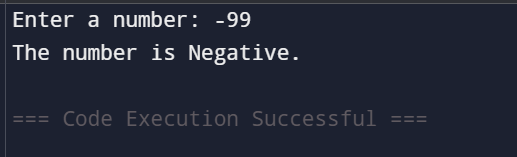 Enter a number: -99
The number is Negative.
=== Code Execution Successful ===